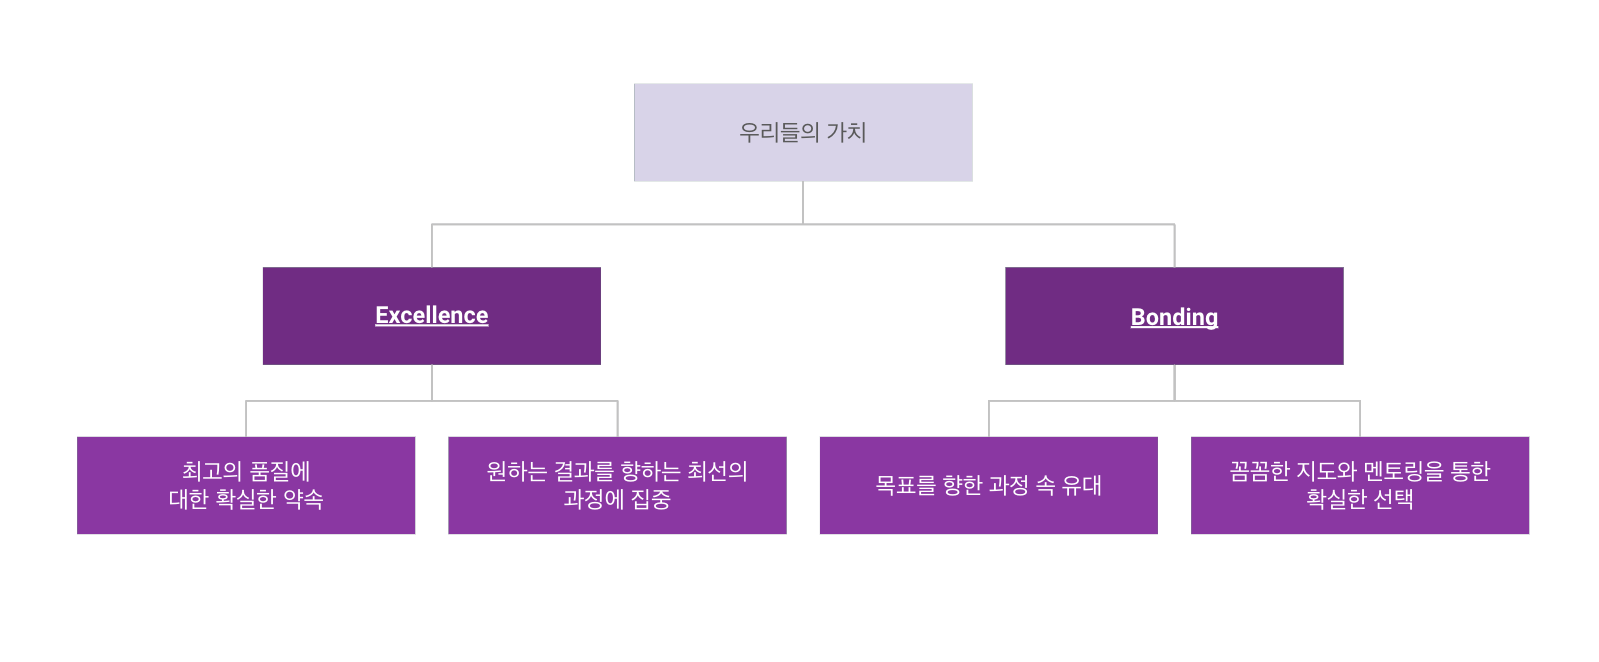 우리들의 가치
Excellence
Bonding
최고의 품질에
대한 확실한 약속
원하는 결과를 향하는 최선의
과정에 집중
목표를 향한 과정 속 유대
꼼꼼한 지도와 멘토링을 통한
확실한 선택